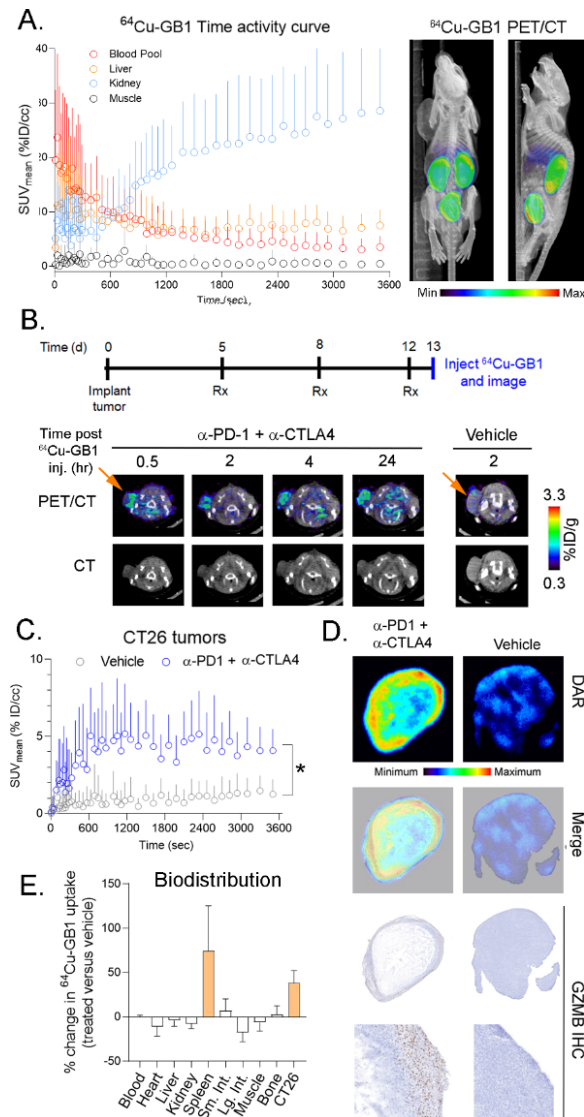 A.
64Cu-GB1 Time activity curve
64Cu-GB1 PET/CT
SUVmean (%ID/cc)
40
30
20
10
0
Blood Pool
Liver
Kidney
Muscle
0 600 1200 1800 2400 3000 3600
Time (sec)
Min Max
B.
Time (d) 0 5 8 12 13
Implant tumor
Rx Rx Rx
Inject 64Cu-GB1
and image
Time post
64Cu-GB1
inj. (hr)
α-PD-1 + α-CTLA4
Vehicle
0.5 2 4 24 2
PET/CT
CT
3.3
%ID/g
0.3
C.
CT26 tumors
Vehicle
α-PD1 + α-CTLA4
SUVmean (% ID/cc)
10
5
0
*
0 600 1200 1800 2400 3000 3600
Time (sec)
D.
α-PD1 +
α-CTLA4
Vehicle
DAR
Minimum Maximum
Merge
GZMB IHC
E.
Biodistribution
% change in 64Cu-GB1 uptake
(treated versus vehicle)
150
100
50
0
-50
Blood
Heart
Liver
Kidney
Spleen
Sm. Int.
Lg. Int.
Muscle
Bone
CT26